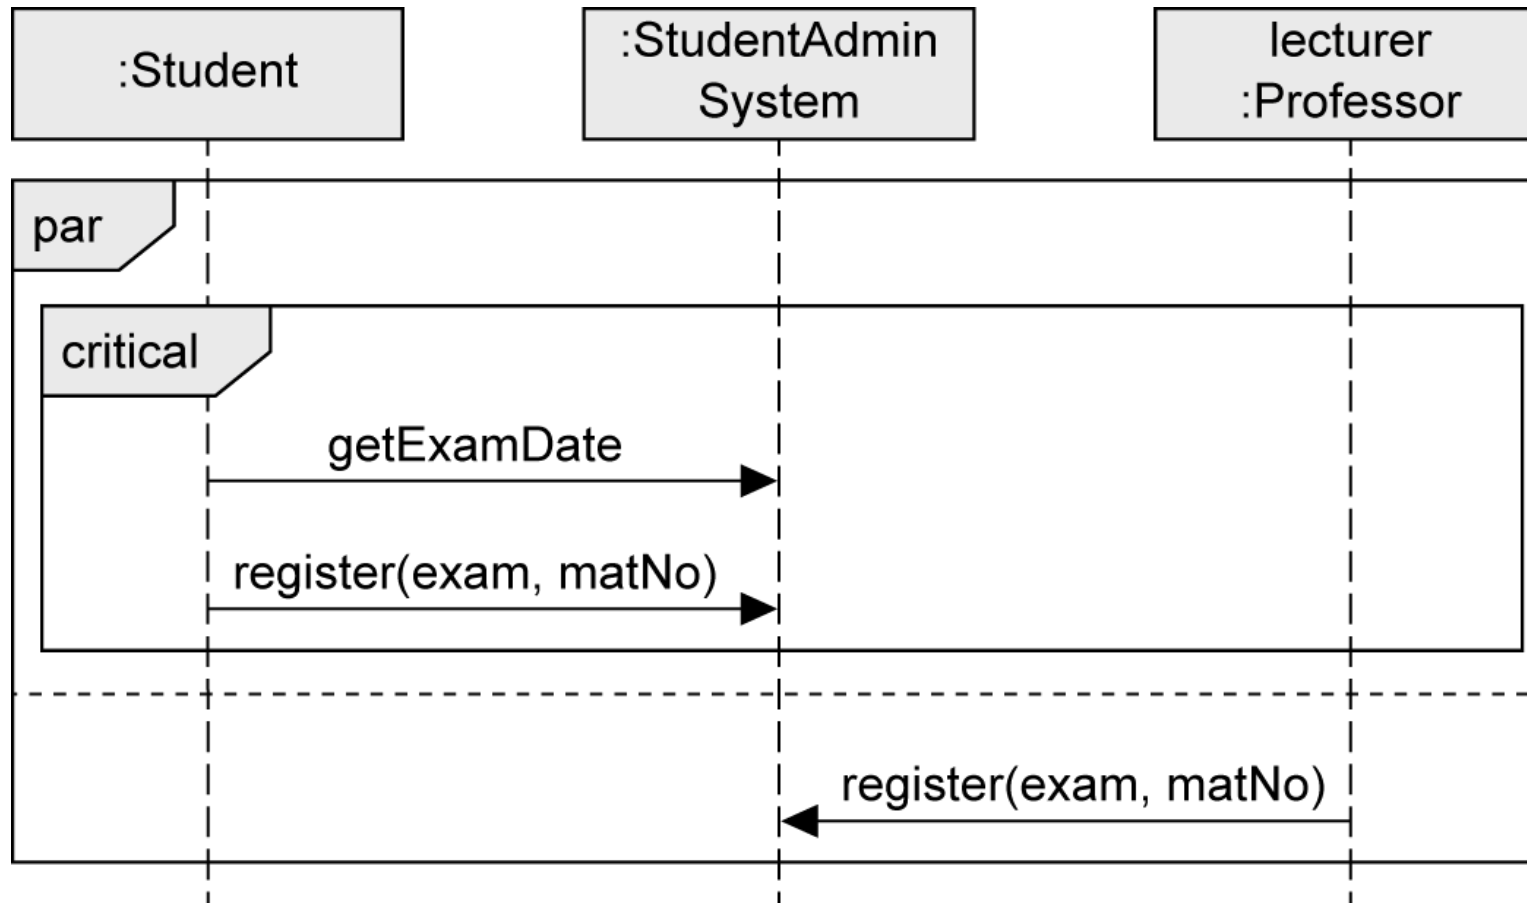 :Student
:StudentAdmin
System
lecturer
:Professor
par
critical
getExamDate
register(exam, matNo)
register(exam, matNo)